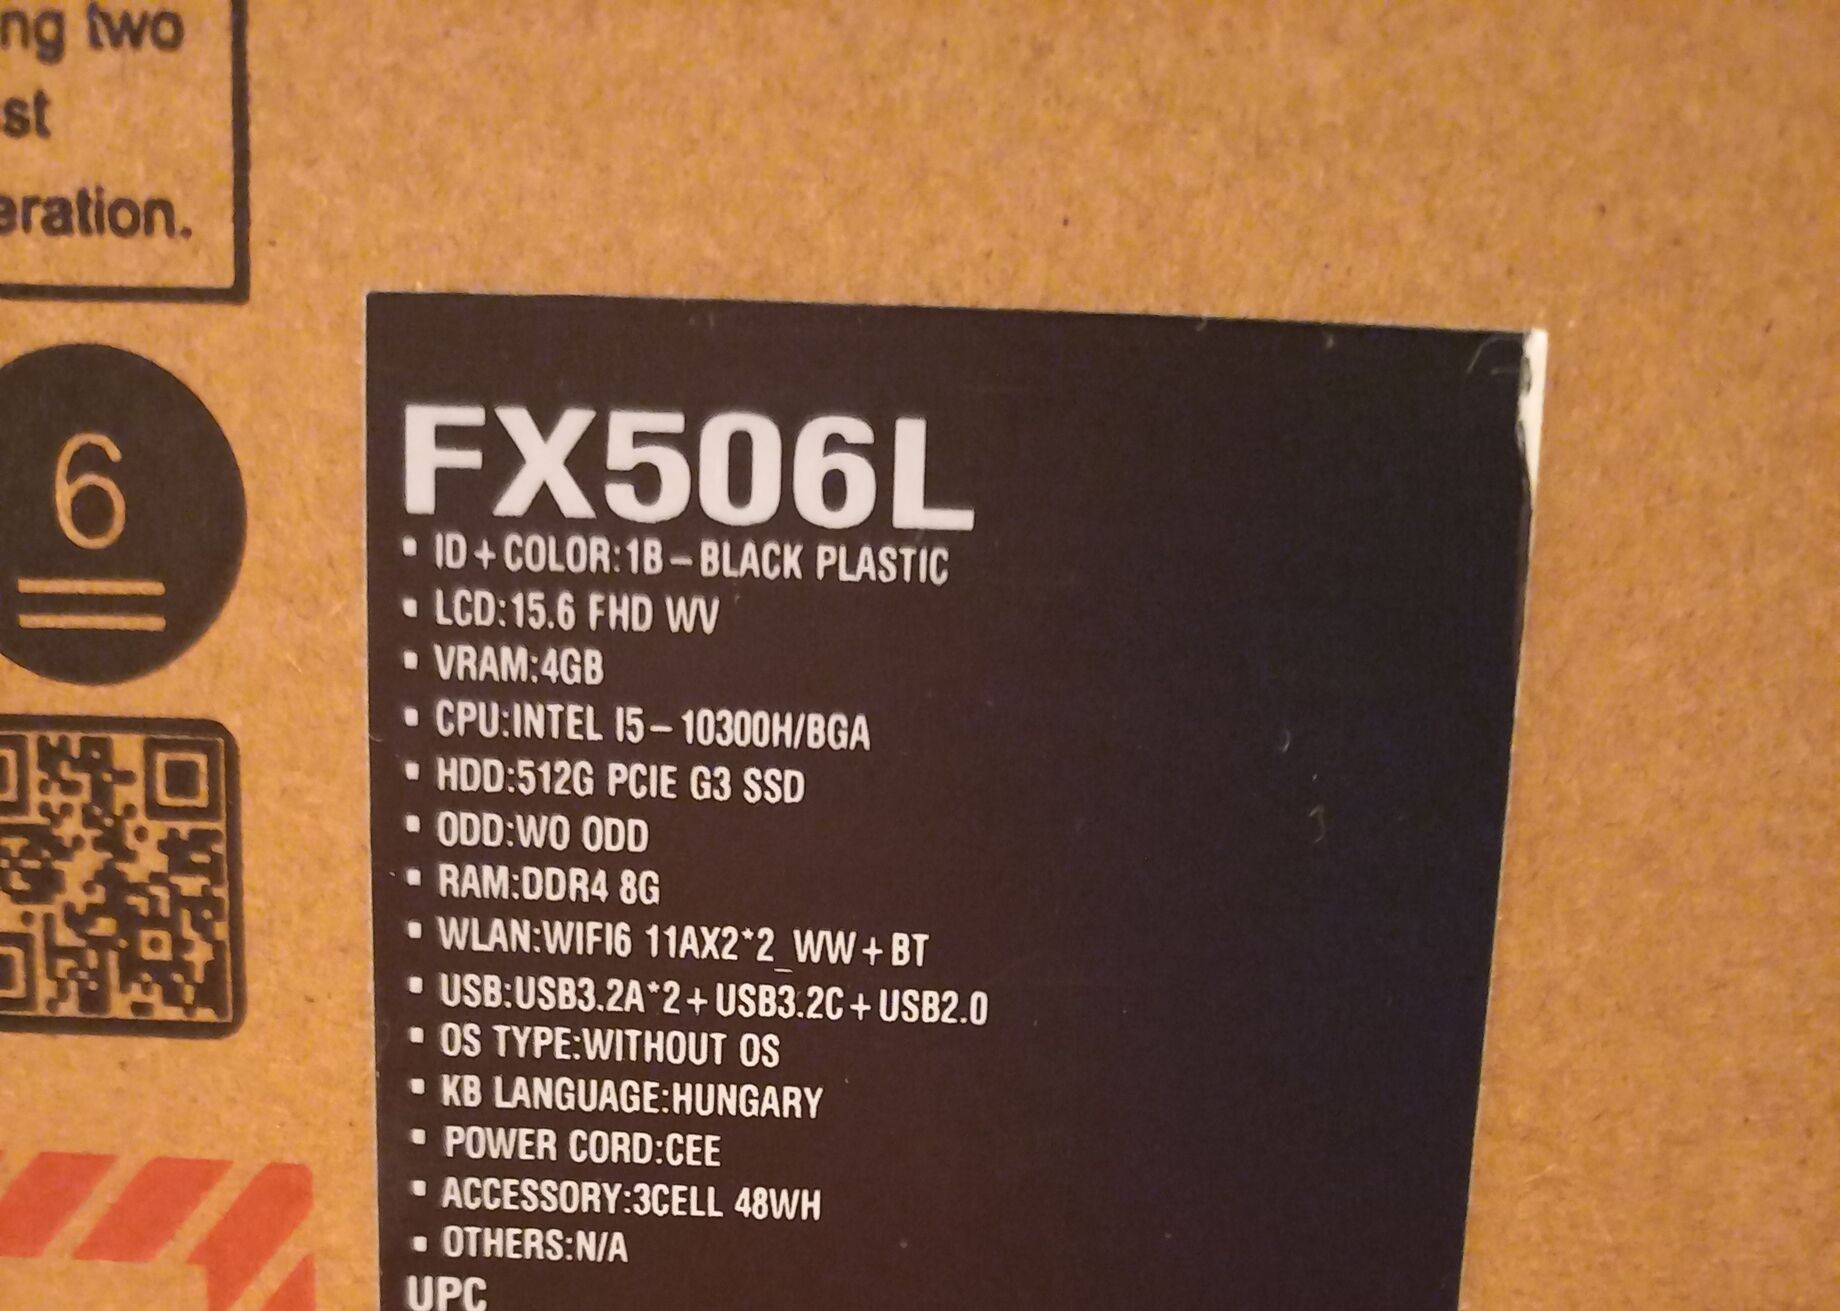 ng two
st
eration.
6
FX506L
▪ ID+COLOR:1B-BLACK PLASTIC
▪ LCD:15.6 FHD WV
▪ VRAM:4GB
▪ CPU:INTEL I5-10300H/BGA
▪ HDD:512G PCIE G3 SSD
▪ ODD:WO ODD
▪ RAM:DDR4 8G
▪ WLAN:WIFI6 11AX2*2_WW+BT
▪ USB:USB3.2A*2+USB3.2C+USB2.0
▪ OS TYPE:WITHOUT OS
▪ KB LANGUAGE:HUNGARY
▪ POWER CORD:CEE
▪ ACCESSORY:3CELL 48WH
▪ OTHERS:N/A
UPC